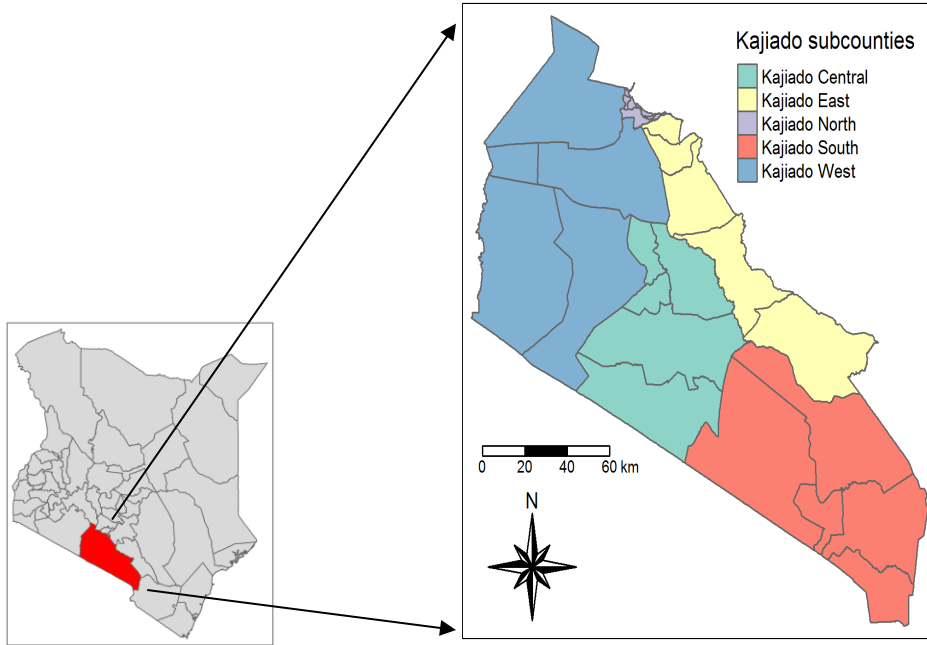 Kajiado subcounties
Kajiado Central
Kajiado East
Kajiado North
Kajiado South
Kajiado West
0 20 40 60 km
N